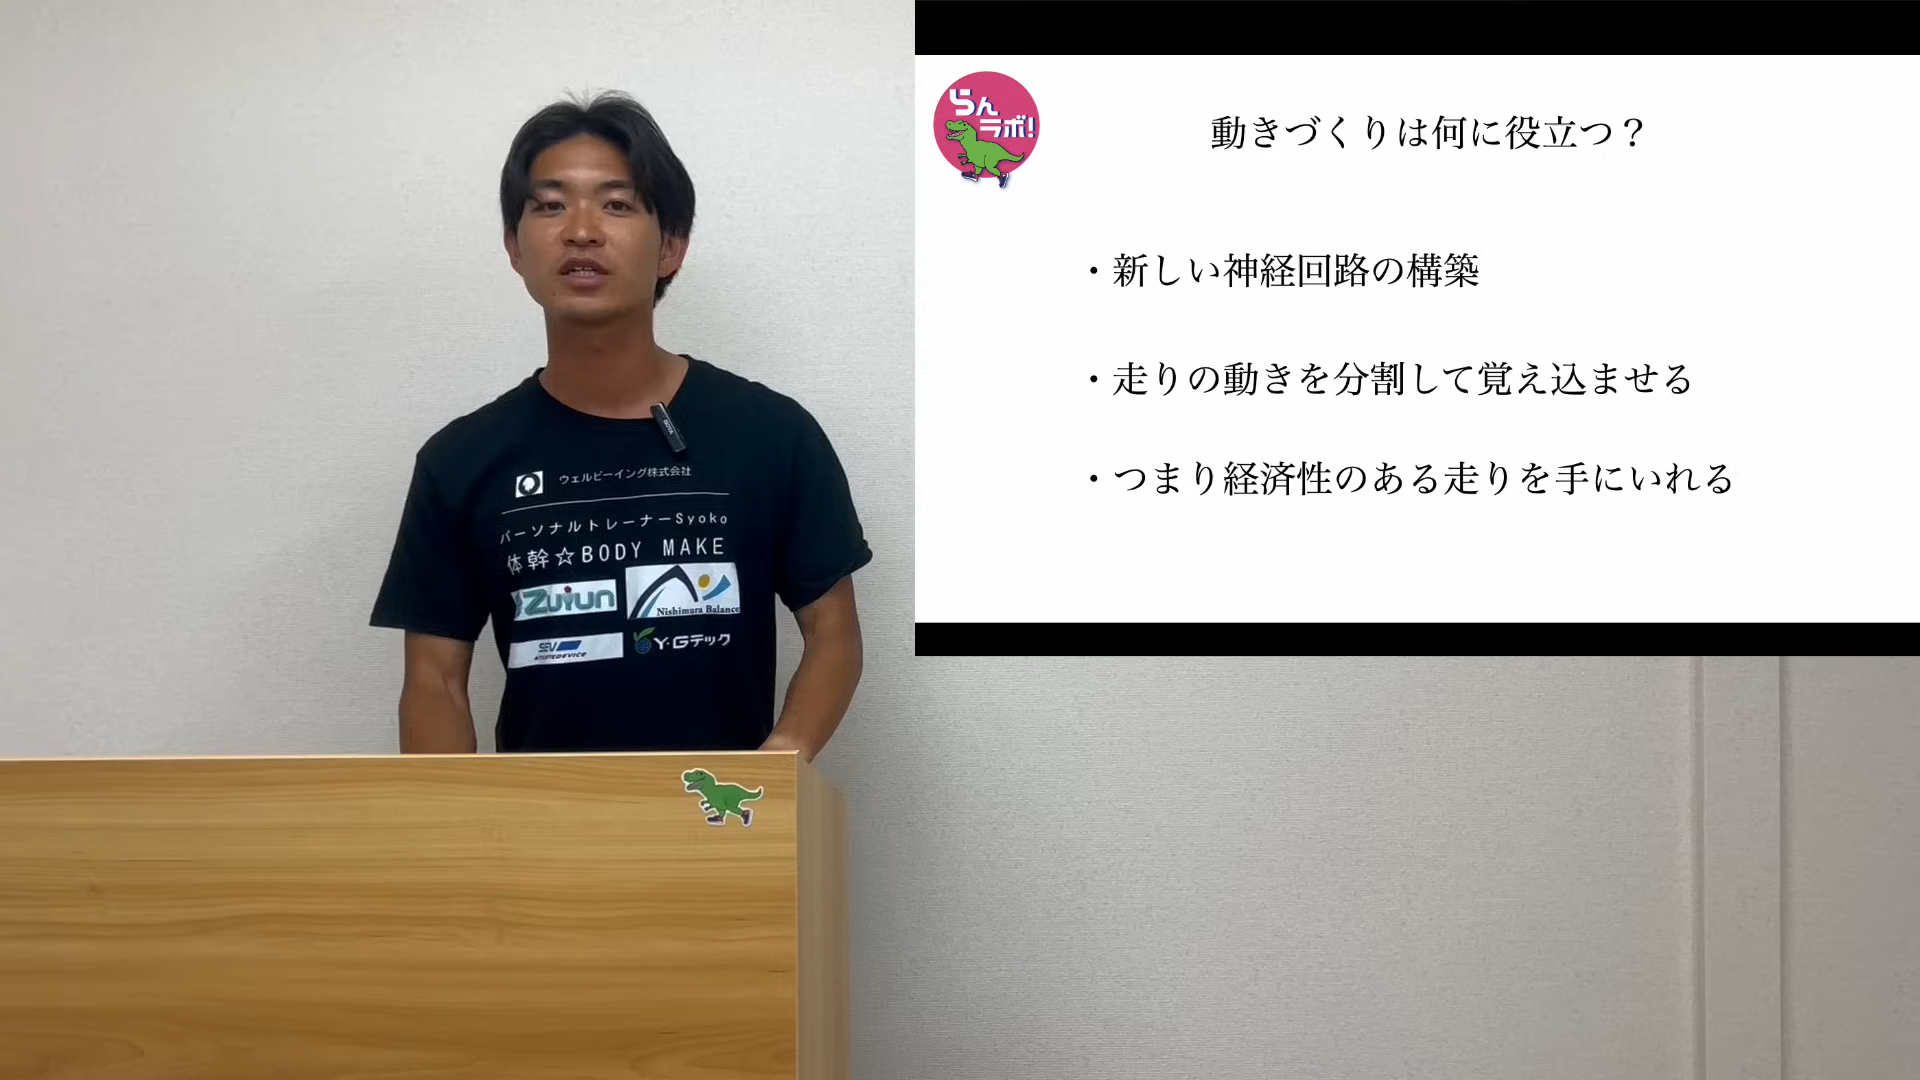 らん
ラボ!
動きづくりは何に役立つ？
・新しい神経回路の構築
・走りの動きを分割して覚え込ませる
・つまり経済性のある走りを手にいれる
ウェルビーイング株式会社
パーソナルトレーナーSyoko
体幹☆BODY MAKE
Zuiun
Nishimura Balance
SEV
Y・Gテック